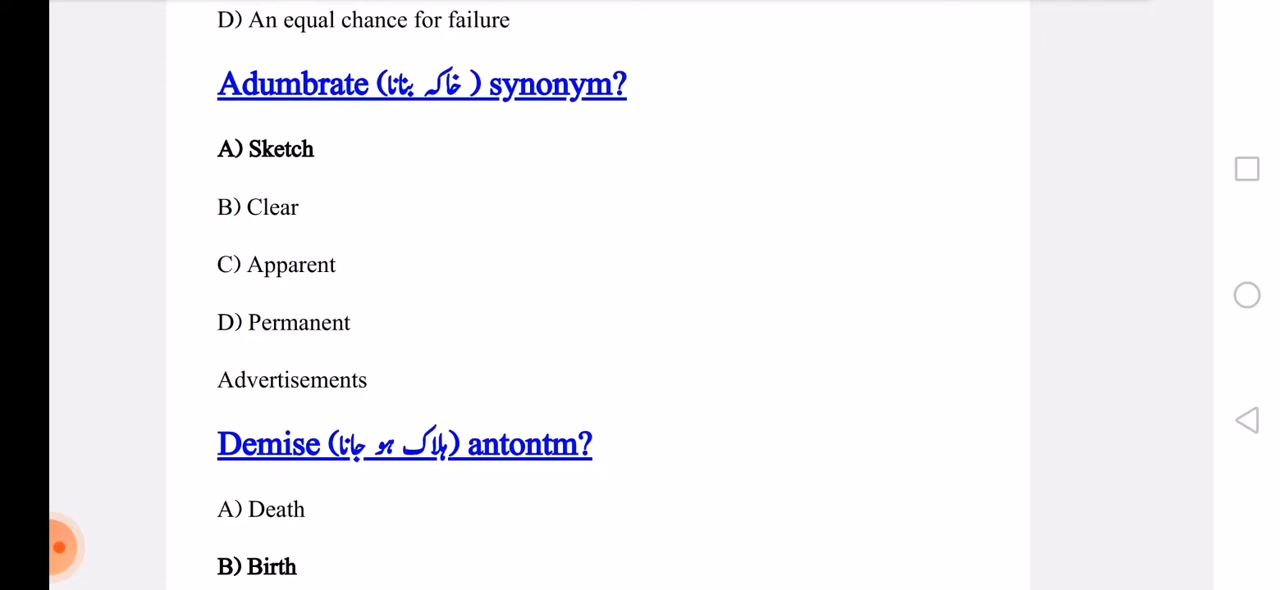 D) An equal chance for failure
Adumbrate (خاکہ بنانا ) synonym?
A) Sketch
B) Clear
C) Apparent
D) Permanent
Advertisements
Demise (ہلاک ہو جانا) antontm?
A) Death
B) Birth